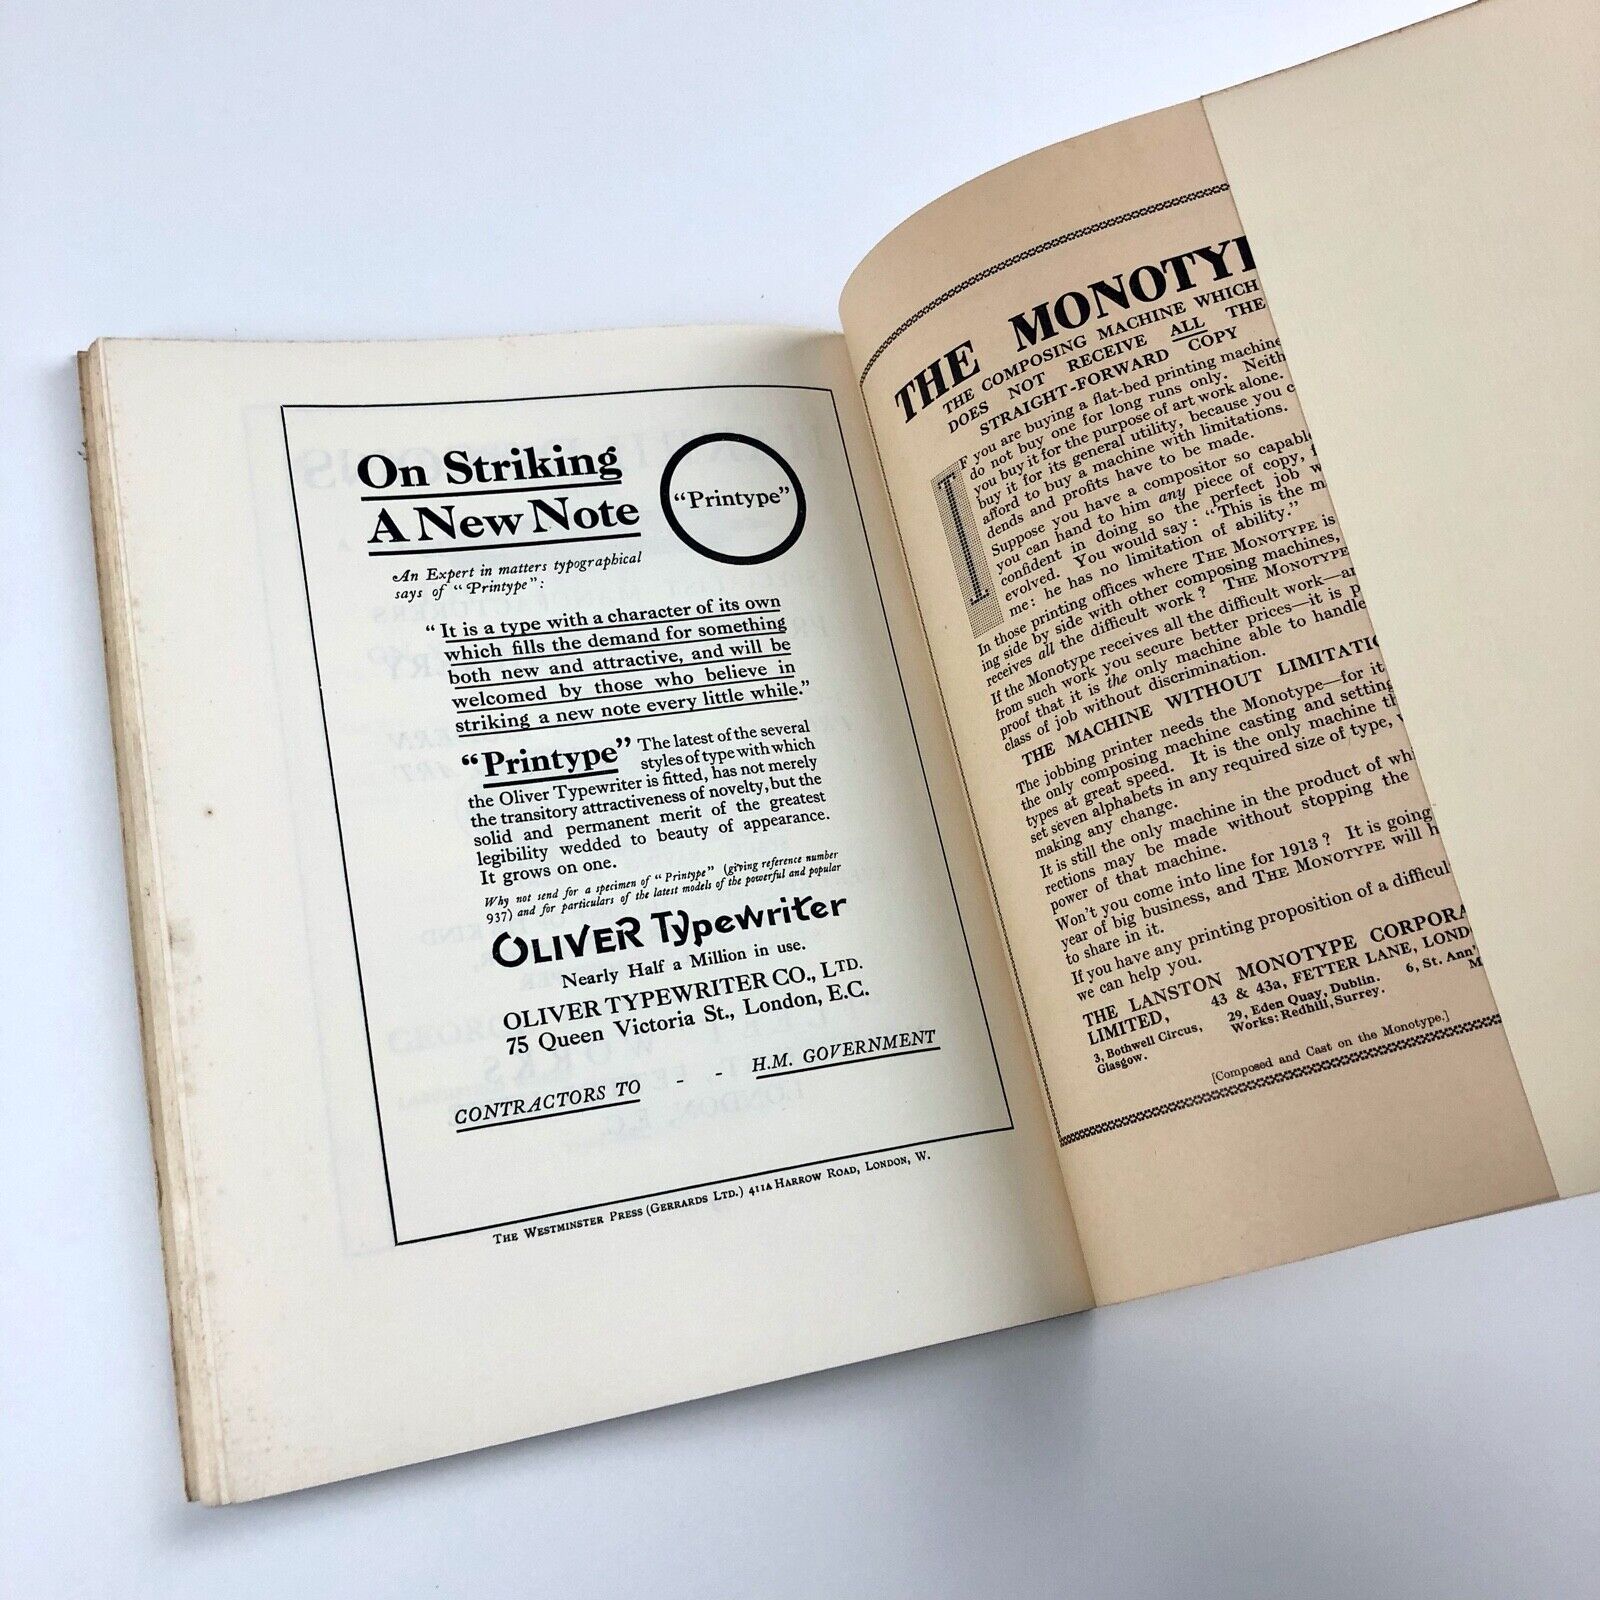 On Striking
A New Note
"Printype"
An Expert in matters typographical
says of "Printype":
"It is a type with a character of its own
which fills the demand for something
both new and attractive, and will be
welcomed by those who believe in
striking a new note every little while."
"Printype" The latest of the several
styles of type with which
the Oliver Typewriter is fitted, has not merely
the transitory attractiveness of novelty, but the
solid and permanent merit of the greatest
legibility wedded to beauty of appearance.
It grows on one.
Why not send for a specimen of "Printype" (giving reference number
937) and for particulars of the latest models of the powerful and popular
OLIVER Typewriter
Nearly Half a Million in use.
OLIVER TYPEWRITER CO., LTD.
75 Queen Victoria St., London, E.C.
CONTRACTORS TO - - H.M. GOVERNMENT
THE WESTMINSTER PRESS (GERRARDS LTD.) 411A HARROW ROAD, LONDON, W.
THE MONOTY
THE COMPOSING MACHINE WHICH
DOES NOT RECEIVE ALL THE
STRAIGHT-FORWARD COPY
IF you are buying a flat-bed printing machine
do not buy one for long runs only. Neith
you buy it for the purpose of art work alone.
buy it for its general utility, because you c
afford to buy a machine with limitations.
dends and profits have to be made.
Suppose you have a compositor so capabl
you can hand to him any piece of copy, f
confident in doing so the perfect job w
evolved. You would say: "This is the m
me: he has no limitation of ability."
In those printing offices where THE MONOTYPE is
ing side by side with other composing machines,
receives all the difficult work? THE MONOTYPE
If the Monotype receives all the difficult work—an
from such work you secure better prices—it is p
proof that it is the only machine able to handle
class of job without discrimination.
THE MACHINE WITHOUT LIMITATIO
The jobbing printer needs the Monotype—for it
the only composing machine casting and setting
types at great speed. It is the only machine th
set seven alphabets in any required size of type, w
making any change.
It is still the only machine in the product of whi
rections may be made without stopping the
power of that machine.
Won't you come into line for 1913? It is going
year of big business, and THE MONOTYPE will h
to share in it.
If you have any printing proposition of a difficul
we can help you.
THE LANSTON MONOTYPE CORPORA
LIMITED, 43 & 43a, FETTER LANE, LOND
3, Bothwell Circus, 29, Eden Quay, Dublin. 6, St. Ann'
Glasgow. Works: Redhill, Surrey. M
[Composed and Cast on the Monotype.]